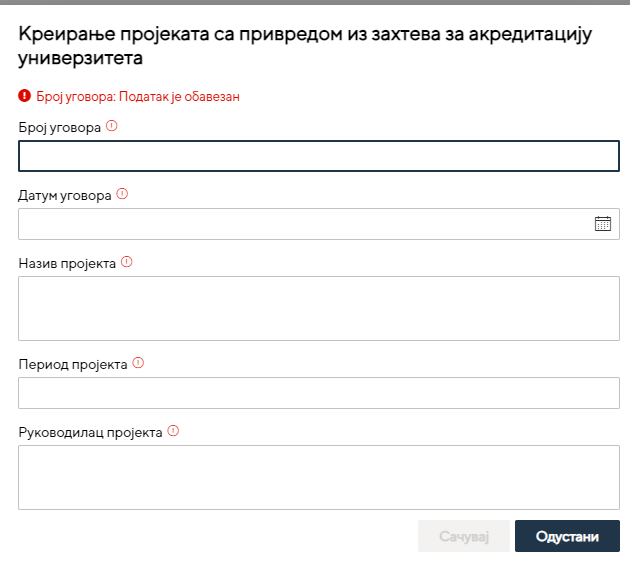 Креирање пројеката са привредом из захтева за акредитацију
универзитета
Број уговора: Податак је обавезан
Број уговора
Датум уговора
Назив пројекта
Период пројекта
Руководилац пројекта
Сачувај Одустани